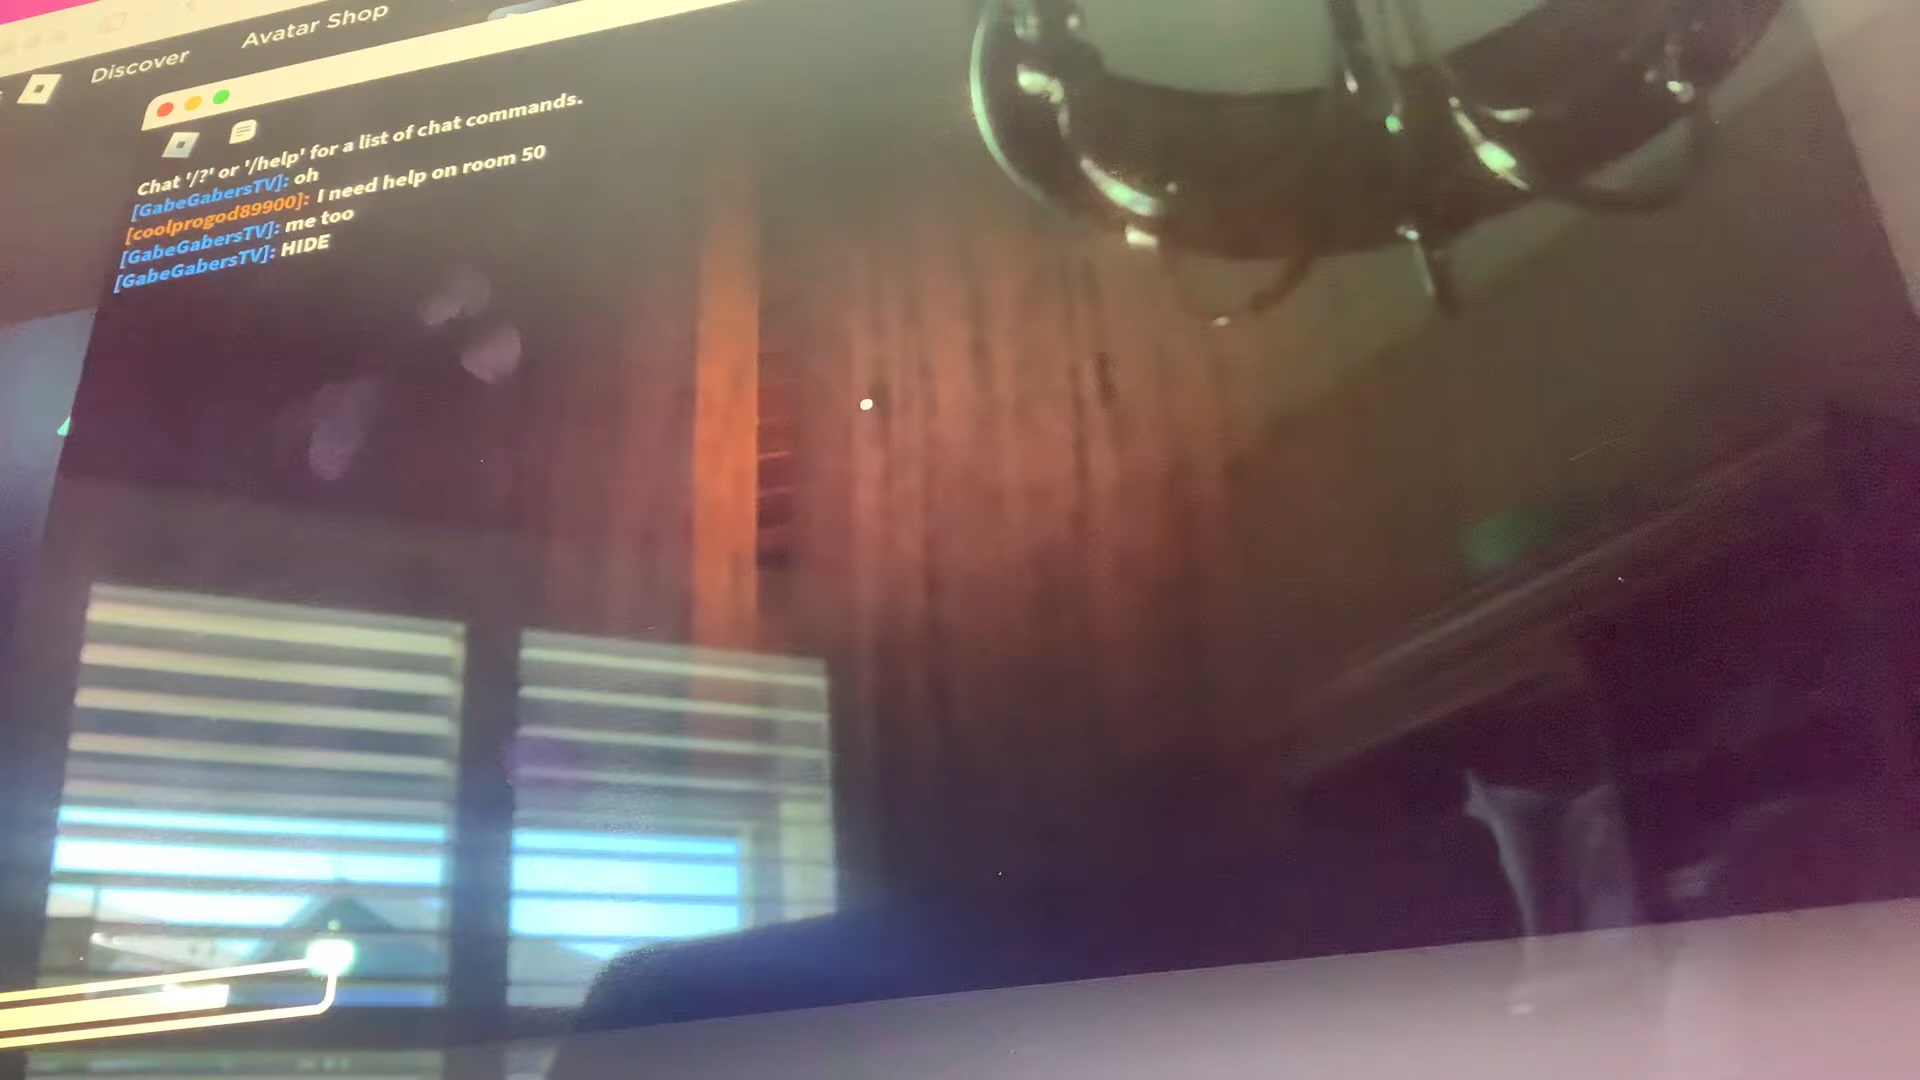 Discover Avatar Shop
Chat '/?' or '/help' for a list of chat commands.
[GabeGabersTV]: oh
[coolprogod89900]: I need help on room 50
[GabeGabersTV]: me too
[GabeGabersTV]: HIDE